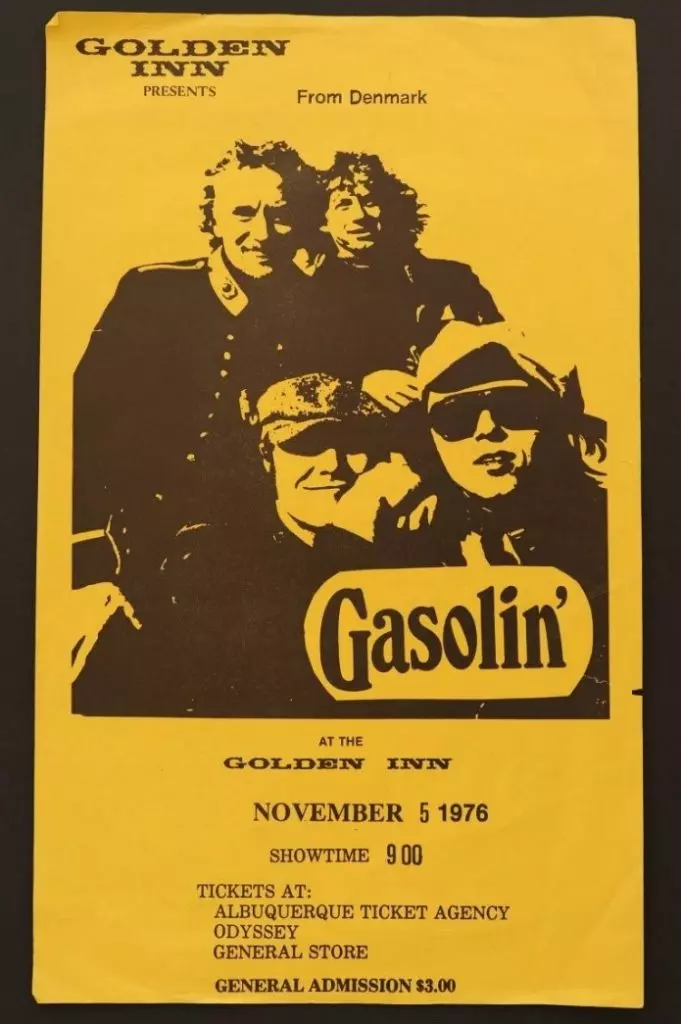 GOLDEN
INN
PRESENTS
From Denmark
Gasolin'
AT THE
GOLDEN INN
NOVEMBER 5 1976
SHOWTIME 9 00
TICKETS AT:
ALBUQUERQUE TICKET AGENCY
ODYSSEY
GENERAL STORE
GENERAL ADMISSION $3.00